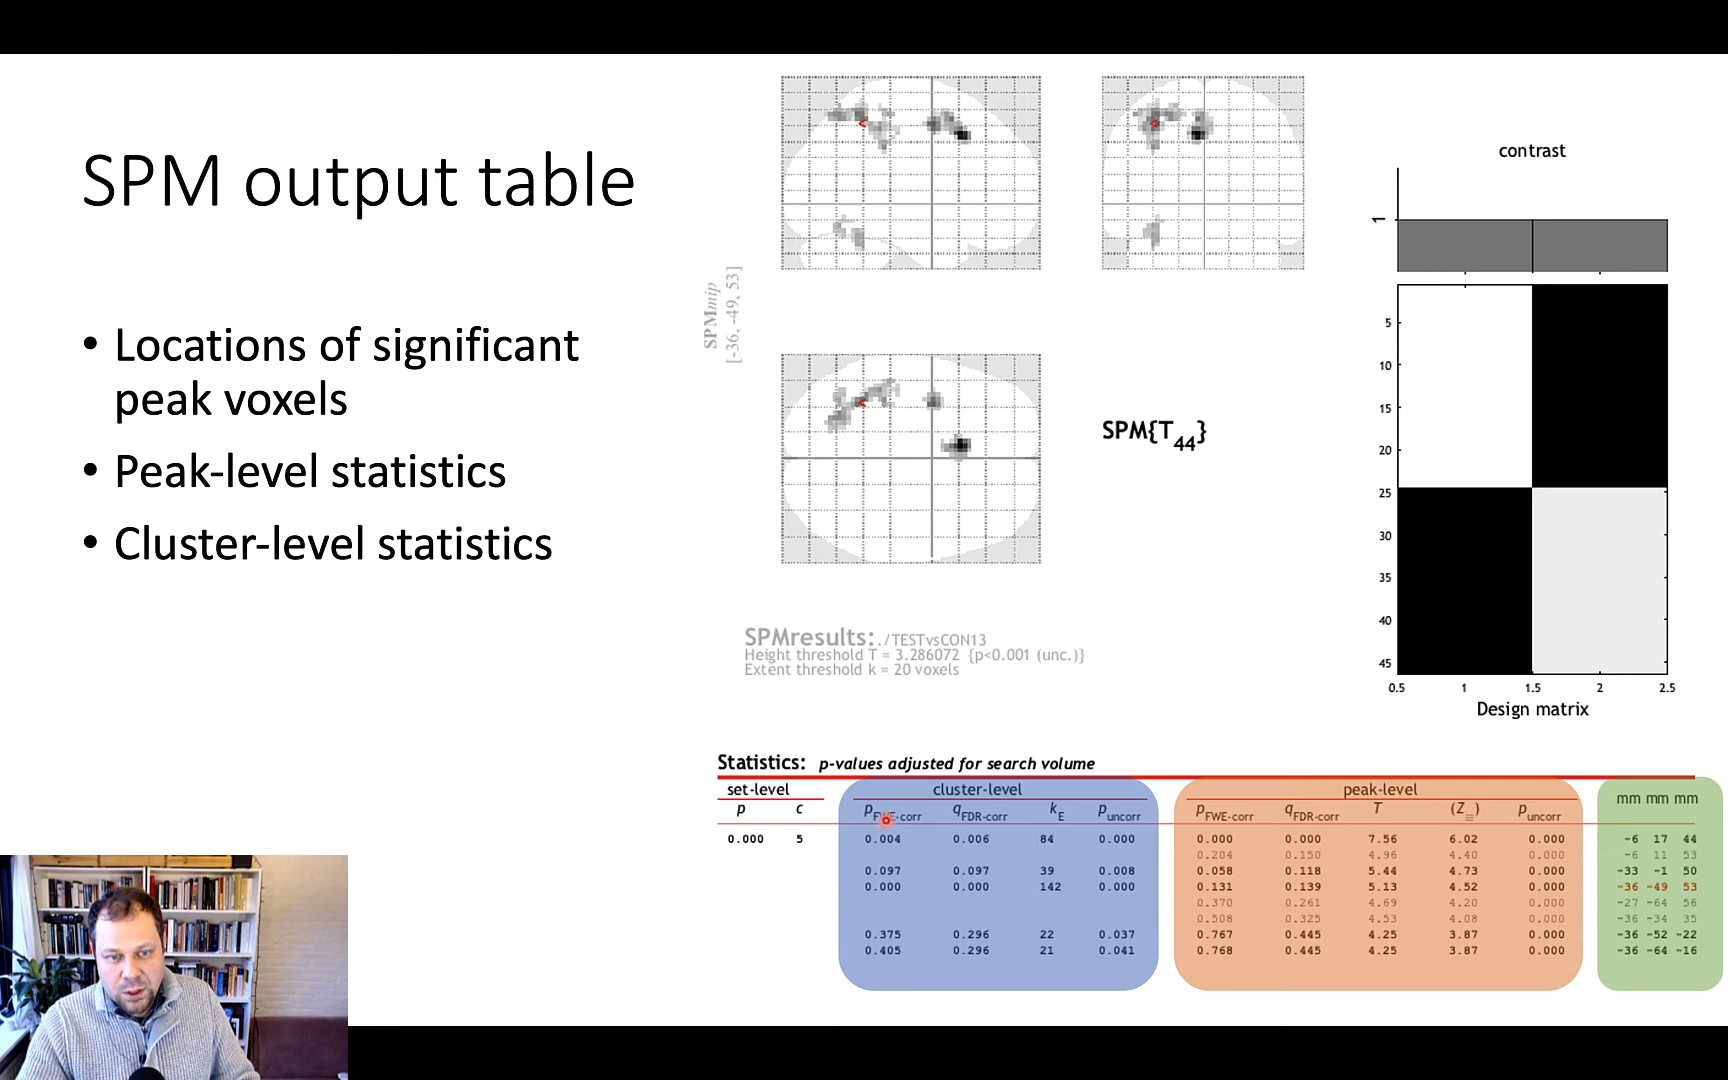 SPM output table
• Locations of significant
peak voxels
• Peak-level statistics
• Cluster-level statistics
SPMmip
[-36, -49, 53]
SPM{T44}
contrast
1
5
10
15
20
25
30
35
40
45
0.5 1 1.5 2 2.5
Design matrix
SPMresults: ./TESTvsCON13
Height threshold T = 3.286072 {p<0.001 (unc.)}
Extent threshold k = 20 voxels
Statistics: p-values adjusted for search volume
set-level cluster-level peak-level mm mm mm
p c pFWE-corr qFDR-corr kE puncorr pFWE-corr qFDR-corr T (Z≡) puncorr
0.000 5 0.004 0.006 84 0.000 0.000 0.000 7.56 6.02 0.000 -6 17 44
0.204 0.150 4.96 4.40 0.000 -6 11 53
0.097 0.097 39 0.008 0.058 0.118 5.44 4.73 0.000 -33 -1 50
0.000 0.000 142 0.000 0.131 0.139 5.13 4.52 0.000 -36 -49 53
0.370 0.261 4.69 4.20 0.000 -27 -64 56
0.508 0.325 4.53 4.08 0.000 -36 -34 35
0.375 0.296 22 0.037 0.767 0.445 4.25 3.87 0.000 -36 -52 -22
0.405 0.296 21 0.041 0.768 0.445 4.25 3.87 0.000 -36 -64 -16